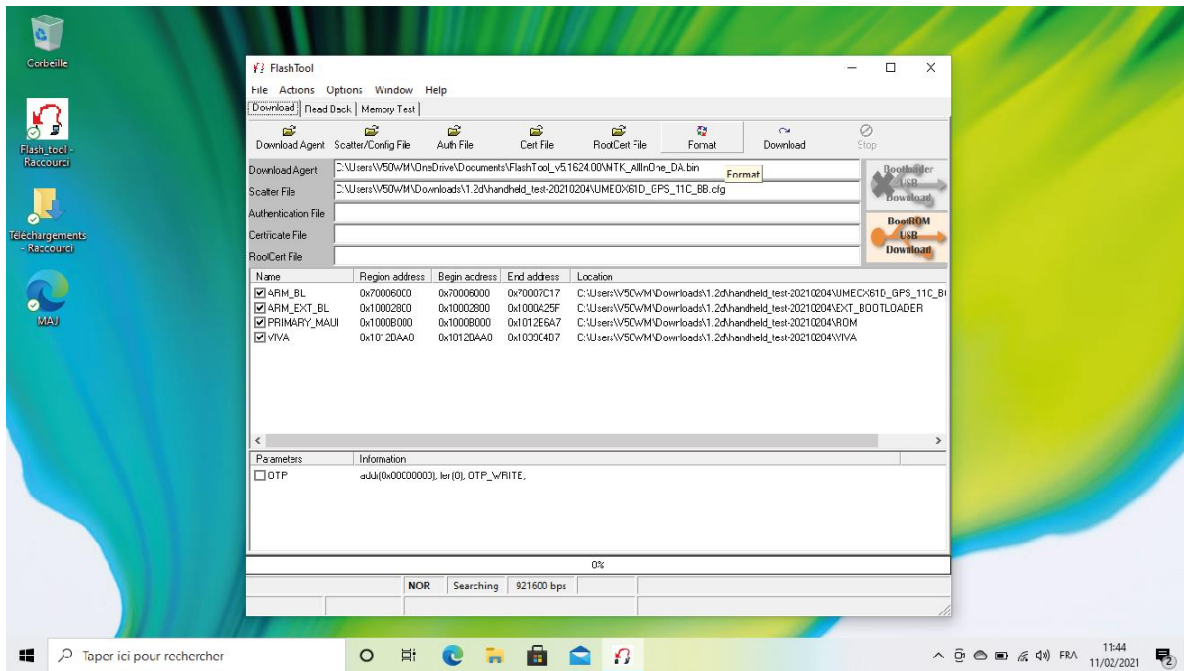 Corbeille
Flash_tool -
Raccourci
Téléchargements
- Raccourci
MAJ
FlashTool
File Actions Options Window Help
Download Read Back Memory Test
Download Agent Scatter/Config File Auth File Cert File RootCert File Format Download Stop
Download Agent C:\Users\V50WM\OneDrive\Documents\FlashTool_v5.1624.00\MTK_AllInOne_DA.bin
Format
Scatter File C:\Users\V50WM\Downloads\1.2d\handheld_test-20210204\UMEOX61D_GPS_11C_BB.cfg
Authentication File
Certificate File
RootCert File
Bootloader
USB
Download
BootROM
USB
Download
Name Region address Begin address End address Location
ARM_BL 0x70006000 0x70006000 0x70007C17 C:\Users\V50WM\Downloads\1.2d\handheld_test-20210204\UMEOX61D_GPS_11C_B
ARM_EXT_BL 0x10002800 0x10002800 0x1000A25F C:\Users\V50WM\Downloads\1.2d\handheld_test-20210204\EXT_BOOTLOADER
PRIMARY_MAUI 0x1000B000 0x1000B000 0x1012E6A7 C:\Users\V50WM\Downloads\1.2d\handheld_test-20210204\ROM
VIVA 0x1012DAA0 0x1012DAA0 C:\Users\V50WM\Downloads\1.2d\handheld_test-20210204\VIVA
Parameters Information
OTP addr(0x00000000), len(0), OTP_WRITE,
0%
NOR Searching 921600 bps
Taper ici pour rechercher
FRA
11:44
11/02/2021
2